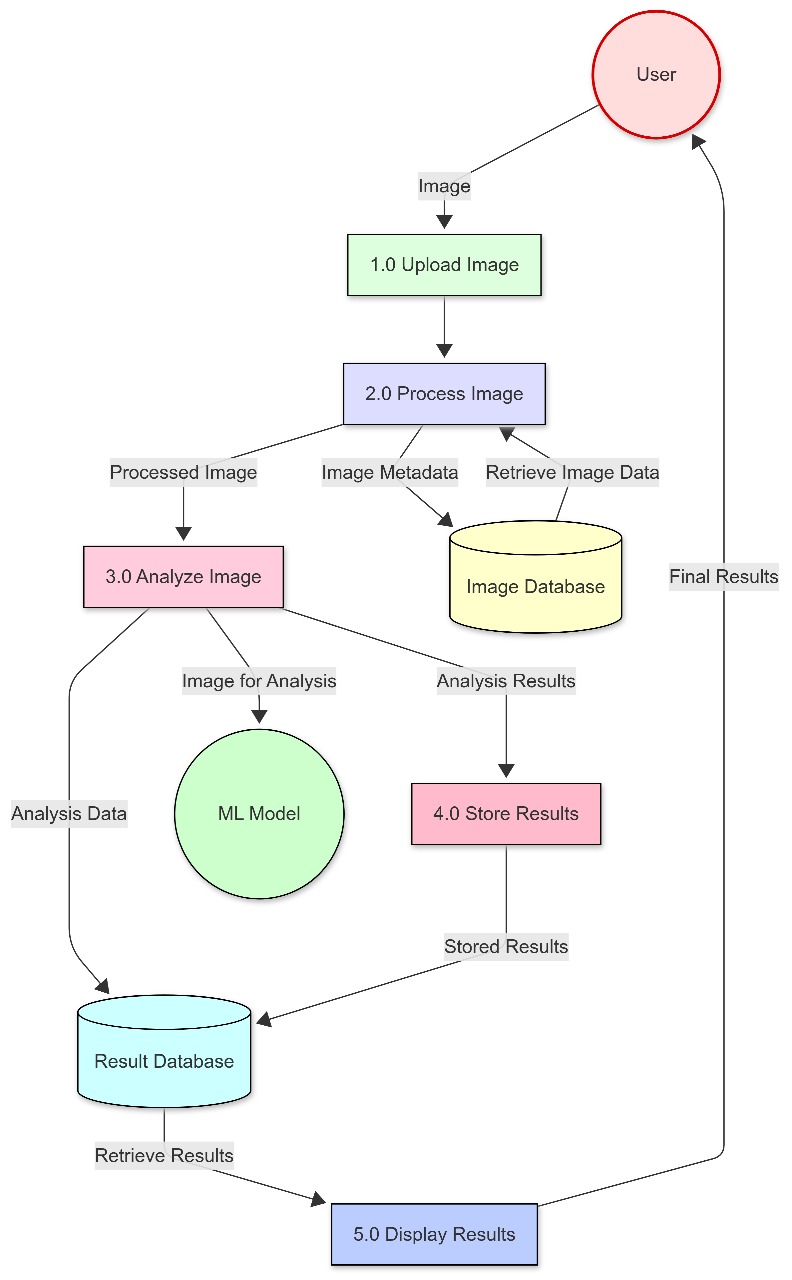 User
Image
1.0 Upload Image
2.0 Process Image
Processed Image
Image Metadata
Retrieve Image Data
3.0 Analyze Image
Image Database
Final Results
Image for Analysis
Analysis Results
Analysis Data
ML Model
4.0 Store Results
Stored Results
Result Database
Retrieve Results
5.0 Display Results